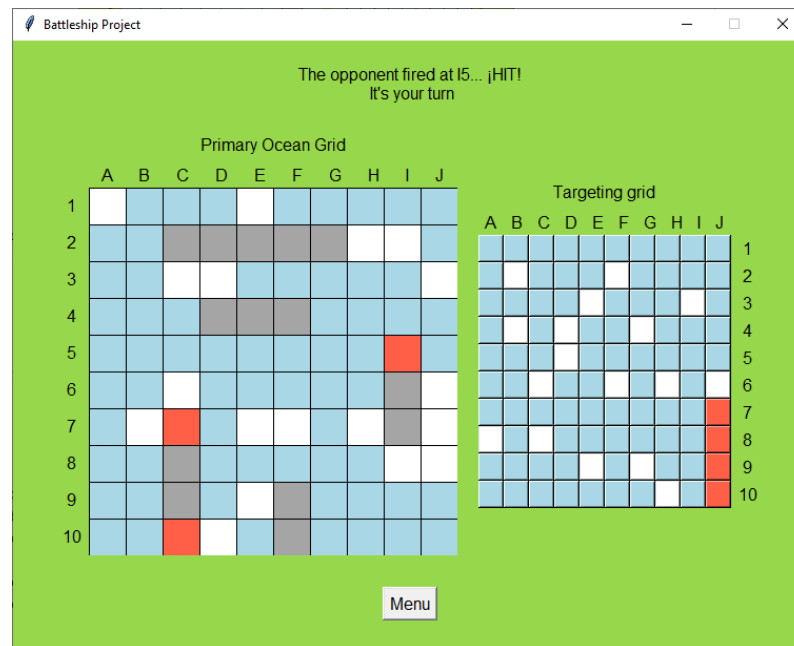 Battleship Project
The opponent fired at I5... ¡HIT!
It's your turn
Primary Ocean Grid
A B C D E F G H I J
1
2
3
4
5
6
7
8
9
10
Targeting grid
A B C D E F G H I J
1
2
3
4
5
6
7
8
9
10
Menu